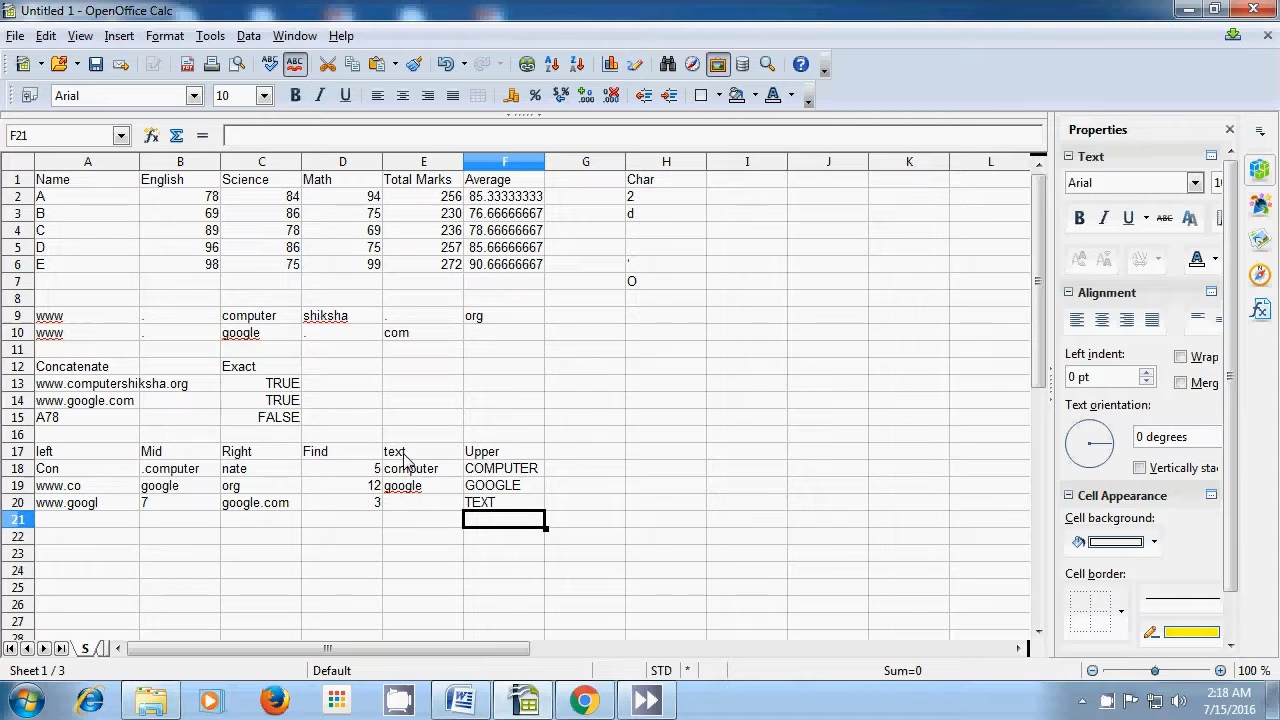 Untitled 1 - OpenOffice Calc
File Edit View Insert Format Tools Data Window Help
Arial 10
F21
Properties
A B C D E F G H I J K L
Text
Arial
1 Name English Science Math Total Marks Average Char
2 A 78 84 94 256 85.33333333 2
3 B 69 86 75 230 76.66666667 d
4 C 89 78 69 236 78.66666667
5 D 96 86 75 257 85.66666667
6 E 98 75 99 272 90.66666667 '
7 O
8
Alignment
9 www . computer shiksha . org
10 www . google . com
11
Left indent: Wrap
0 pt Merg
12 Concatenate Exact
13 www.computershiksha.org TRUE
14 www.google.com TRUE
15 A78 FALSE
16
Text orientation:
0 degrees
Vertically sta
17 left Mid Right Find text Upper
18 Con .computer nate 5 computer COMPUTER
19 www.co google org 12 google GOOGLE
20 www.googl 7 google.com 3 TEXT
21
22
23
24
25
26
27
28
Cell Appearance
Cell background:
Cell border:
S
Sheet 1 / 3 Default STD * Sum=0 100 %
2:18 AM
7/15/2016